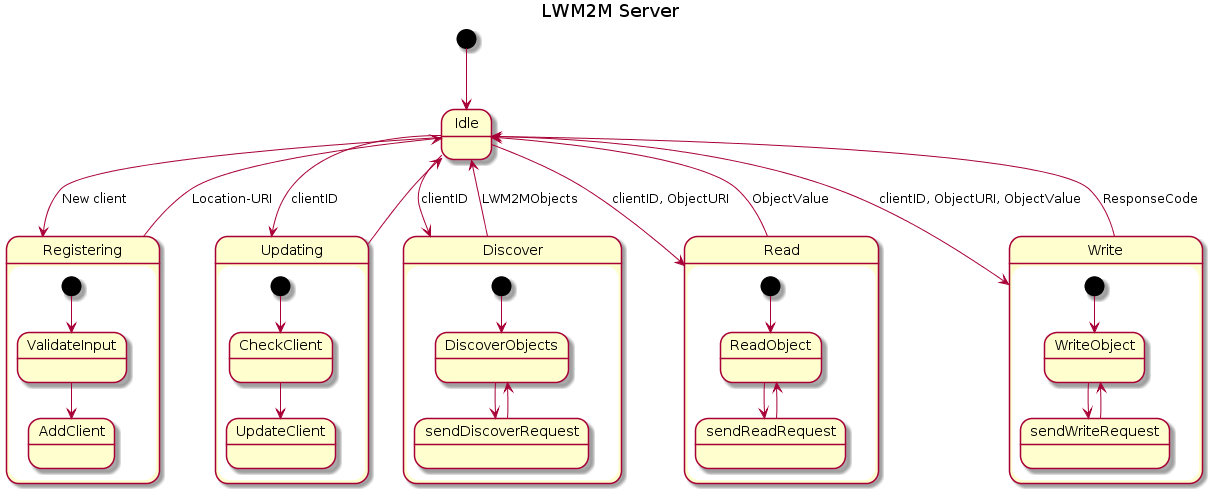 LWM2M Server
Idle
New client
Location-URI
clientID
clientID
LWM2MObjects
clientID, ObjectURI
ObjectValue
clientID, ObjectURI, ObjectValue
ResponseCode
Registering
Updating
Discover
Read
Write
ValidateInput
CheckClient
DiscoverObjects
ReadObject
WriteObject
AddClient
UpdateClient
sendDiscoverRequest
sendReadRequest
sendWriteRequest